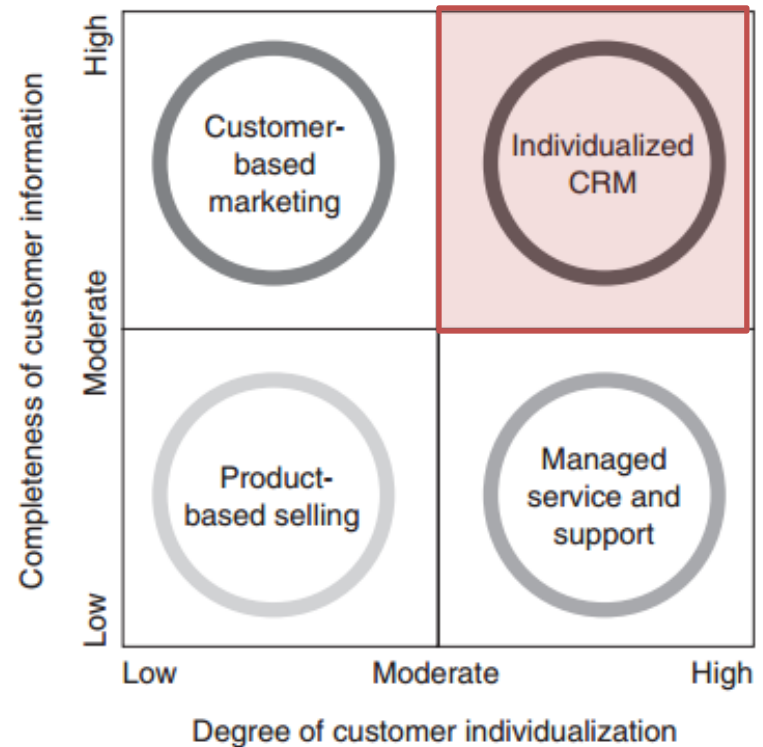 Completeness of customer information
High
Moderate
Low
Customer-
based
marketing
Individualized
CRM
Product-
based selling
Managed
service and
support
Low
Moderate
High
Degree of customer individualization